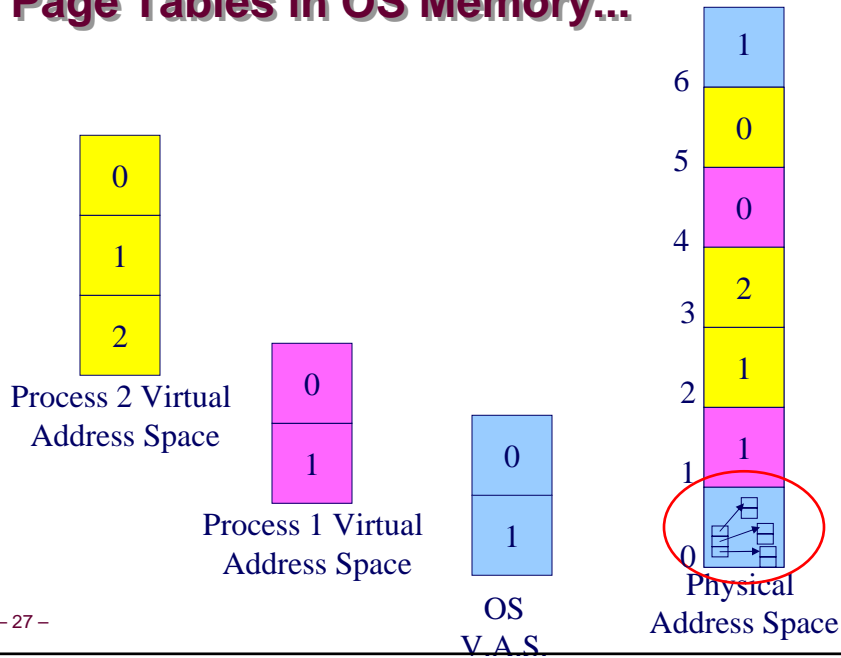 Page Tables in OS Memory...
0
1
2
Process 2 Virtual
Address Space
0
1
Process 1 Virtual
Address Space
0
1
OS
V.A.S.
1
6
0
5
0
4
2
3
1
2
1
1
0
Physical
Address Space
– 27 –